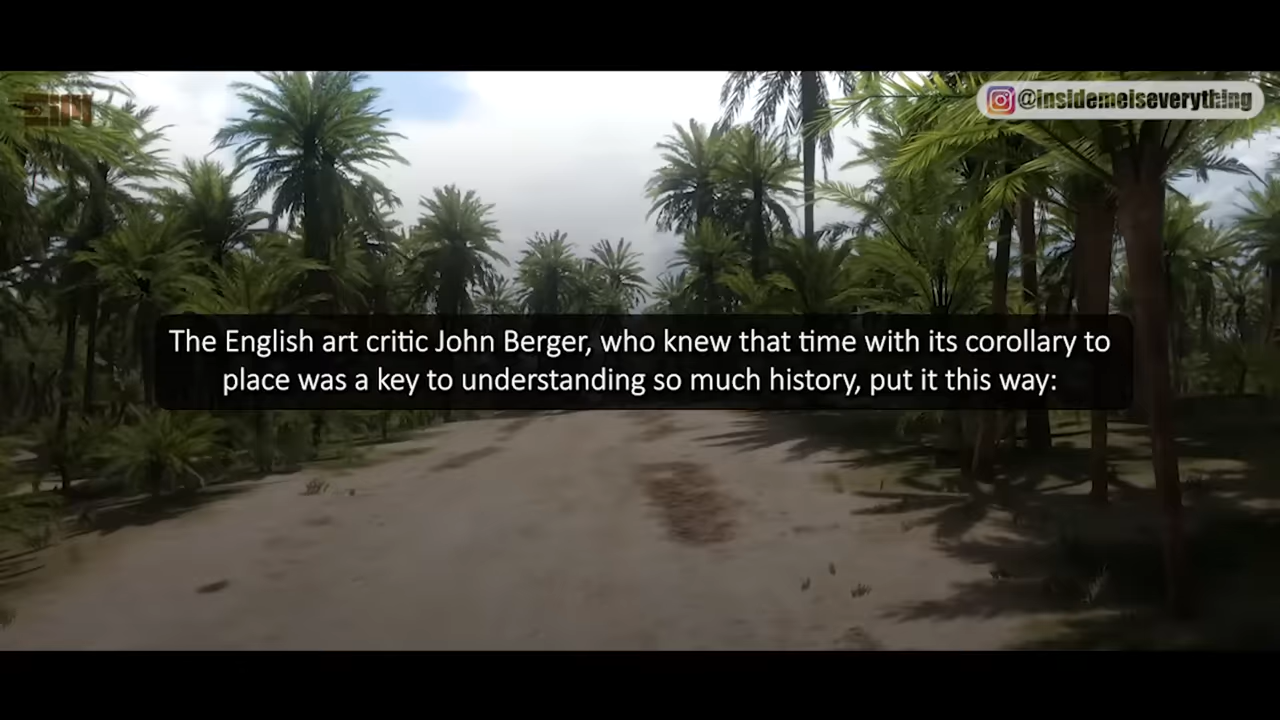 @insidemeiseverything
The English art critic John Berger, who knew that time with its corollary to
place was a key to understanding so much history, put it this way: